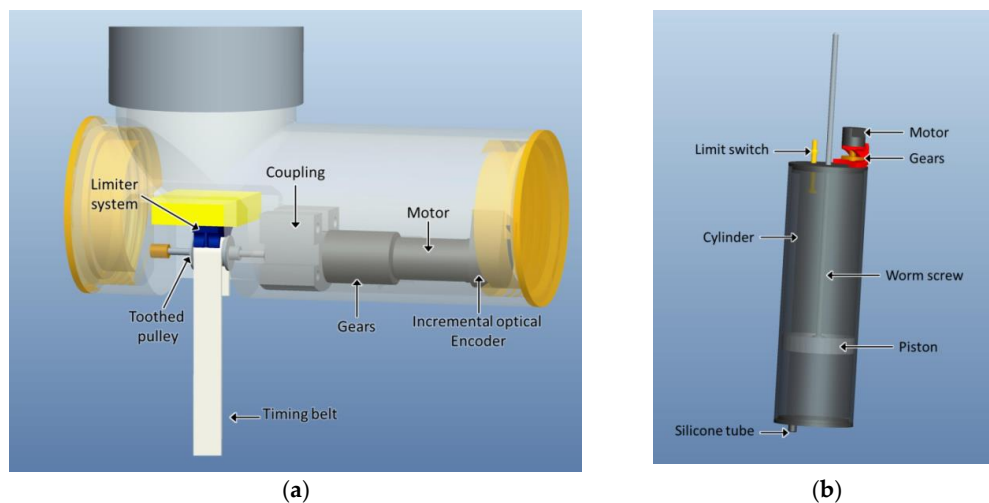 Limiter
system
Coupling
Motor
Toothed
pulley
Gears
Incremental optical
Encoder
Timing belt
(a)
Limit switch
Motor
Gears
Cylinder
Worm screw
Piston
Silicone tube
(b)